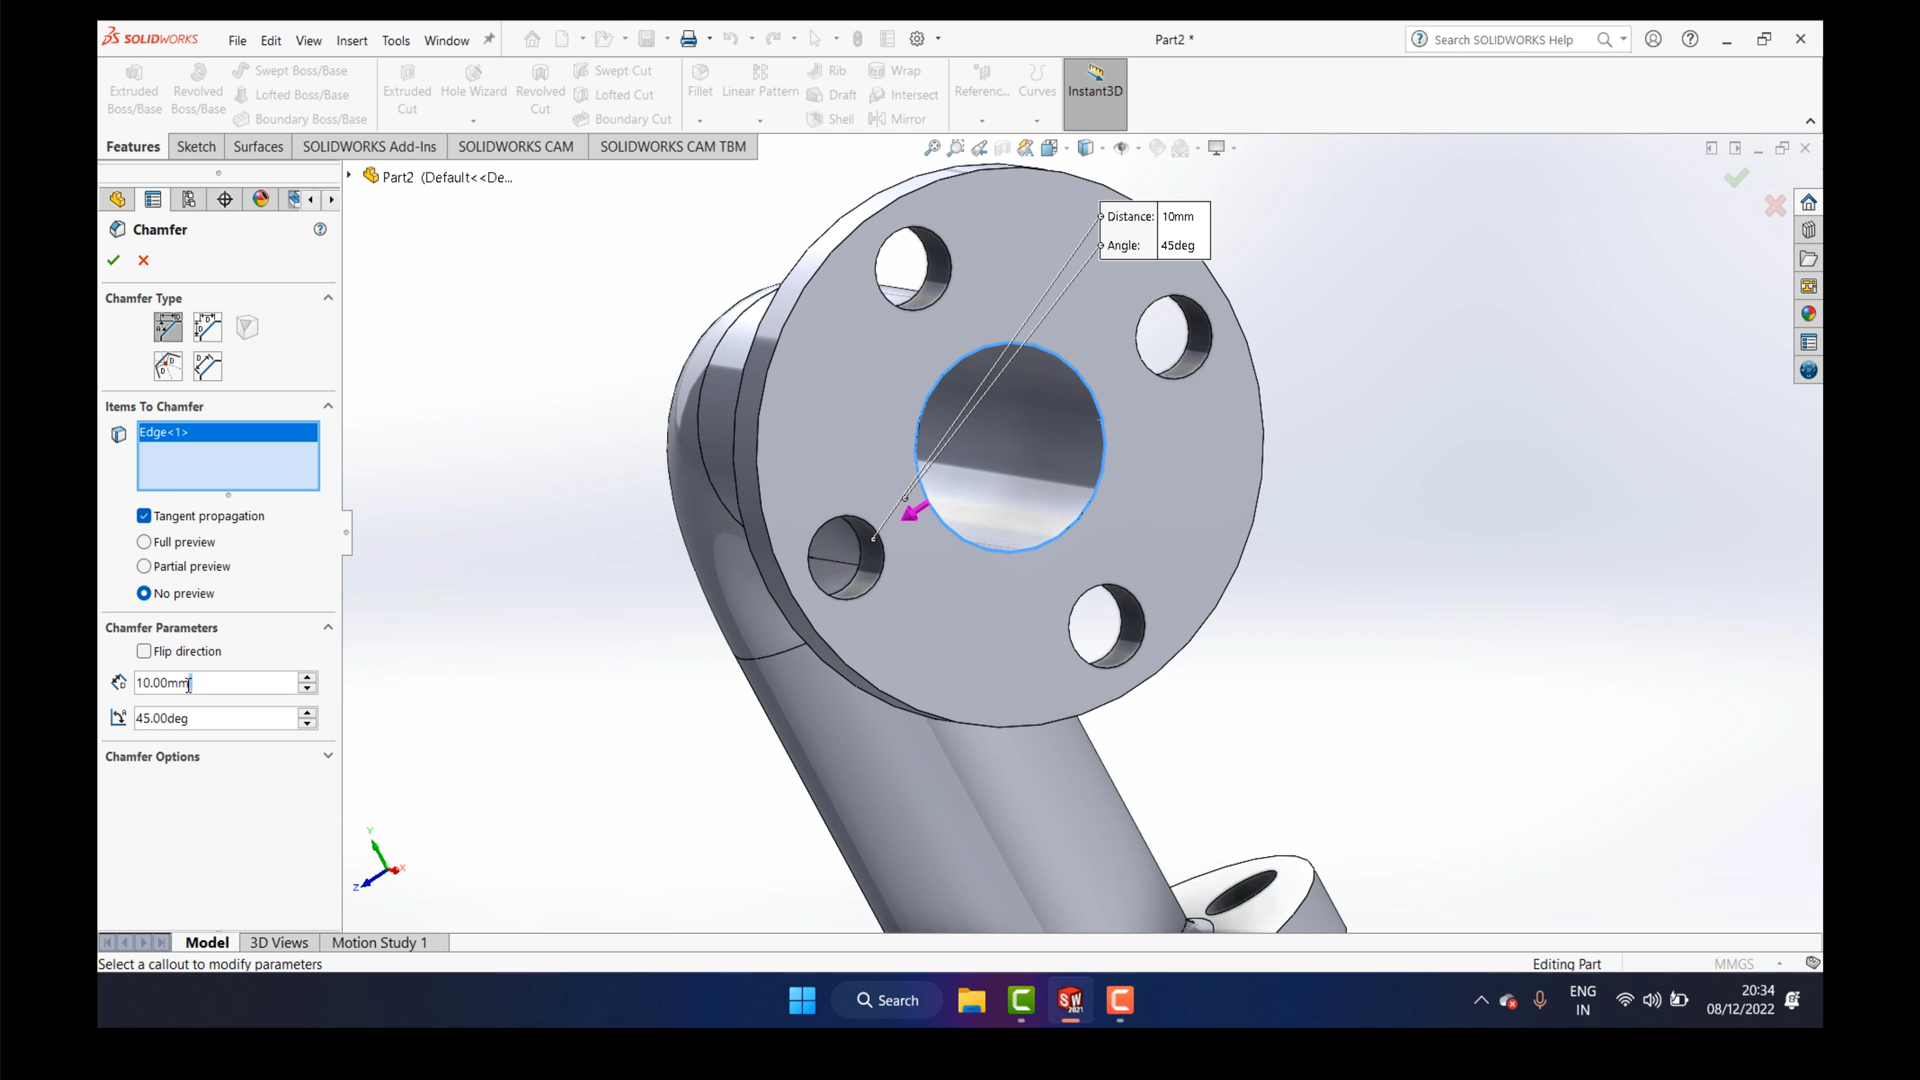 SOLIDWORKS File Edit View Insert Tools Window Part2 * Search SOLIDWORKS Help
Extruded Boss/Base
Revolved Boss/Base
Swept Boss/Base
Lofted Boss/Base
Boundary Boss/Base
Extruded Cut
Hole Wizard
Revolved Cut
Swept Cut
Lofted Cut
Boundary Cut
Fillet
Linear Pattern
Rib
Draft
Shell
Wrap
Intersect
Mirror
Referenc...
Curves
Instant3D
Features Sketch Surfaces SOLIDWORKS Add-Ins SOLIDWORKS CAM SOLIDWORKS CAM TBM
Part2 (Default<<De...
Chamfer
Chamfer Type
Items To Chamfer
Edge<1>
Tangent propagation
Full preview
Partial preview
No preview
Chamfer Parameters
Flip direction
10.00mm
45.00deg
Chamfer Options
Distance: 10mm
Angle: 45deg
Y
X
Z
Model 3D Views Motion Study 1
Select a callout to modify parameters Editing Part MMGS
Search
SW
2021
ENG
IN
20:34
08/12/2022